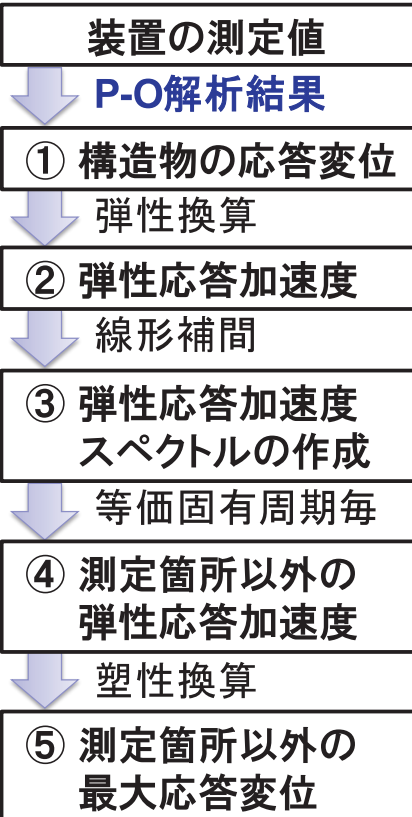 装置の測定値
P-O解析結果
① 構造物の応答変位
弾性換算
② 弾性応答加速度
線形補間
③ 弾性応答加速度
スペクトルの作成
等価固有周期毎
④ 測定箇所以外の
弾性応答加速度
塑性換算
⑤ 測定箇所以外の
最大応答変位